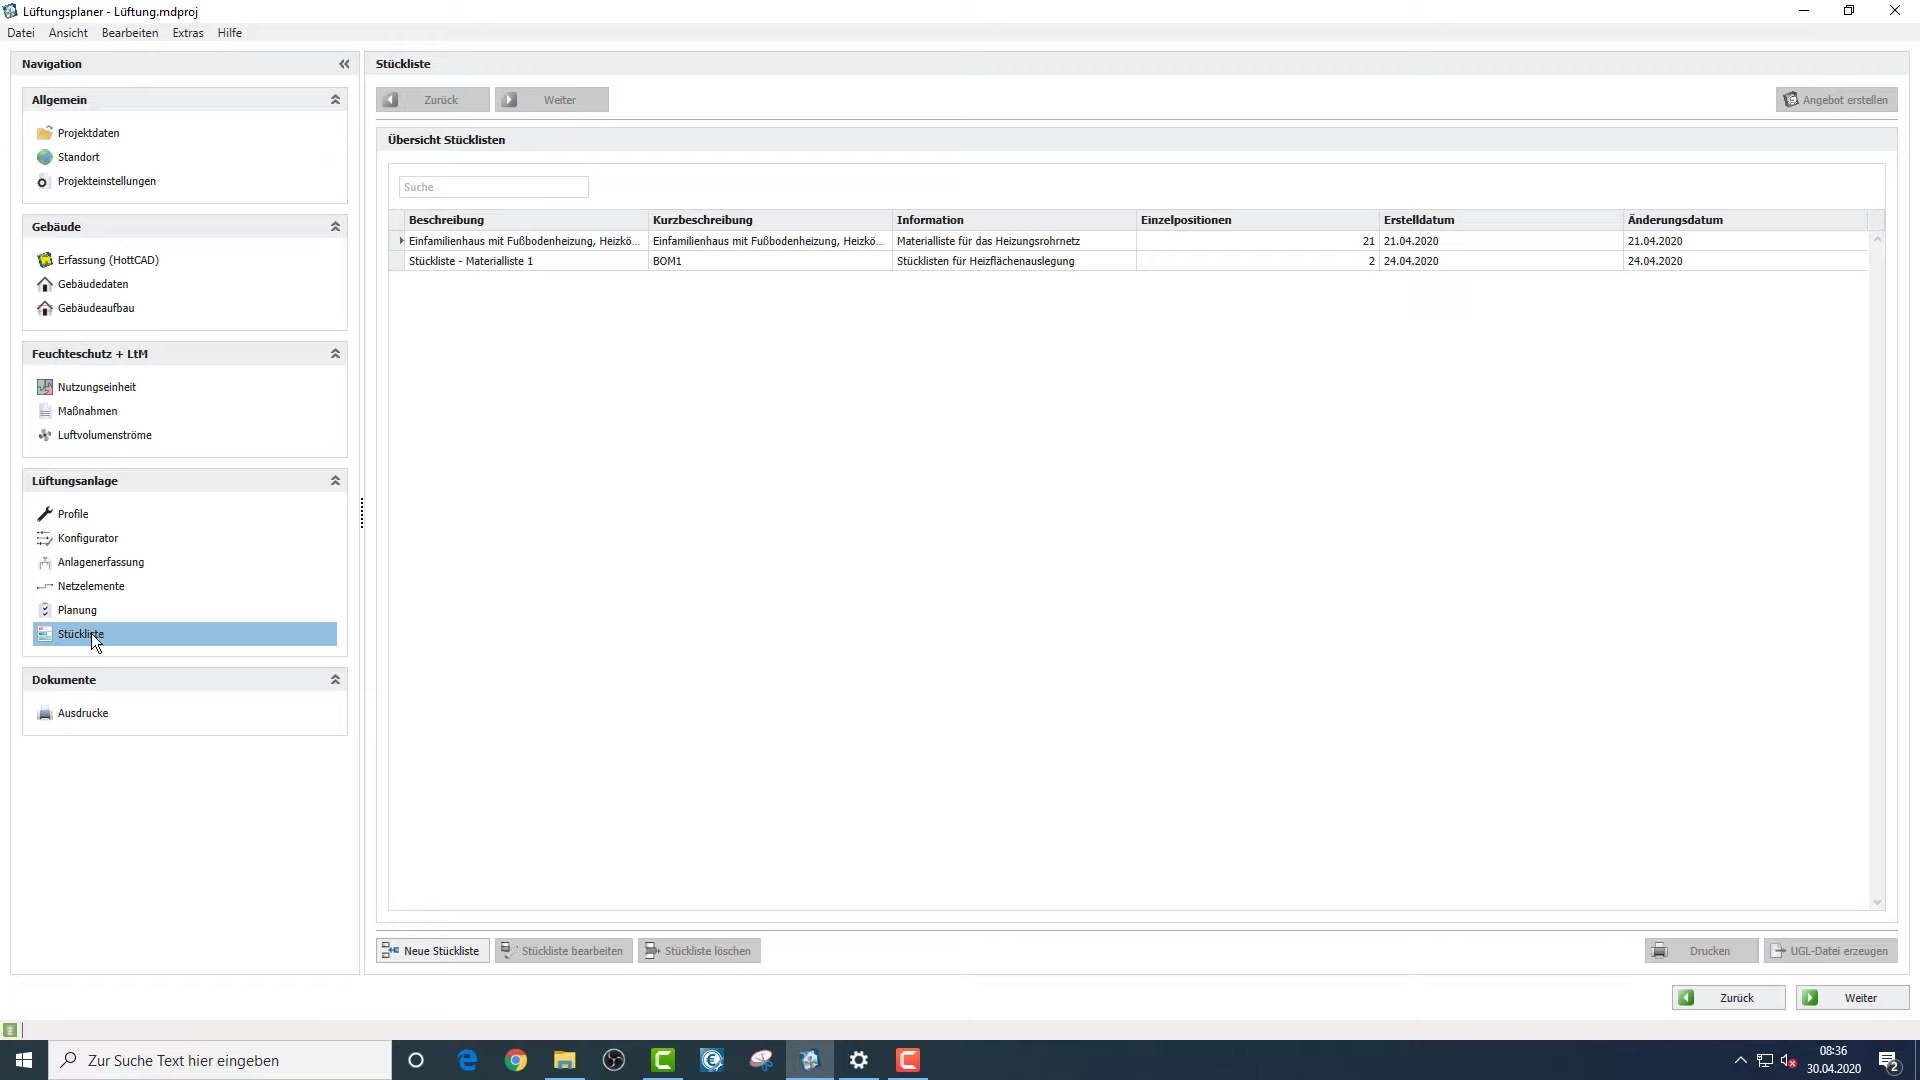 Lüftungsplaner - Lüftung.mdproj
Datei Ansicht Bearbeiten Extras Hilfe
Navigation
Allgemein
Projektdaten
Standort
Projekteinstellungen
Gebäude
Erfassung (HottCAD)
Gebäudedaten
Gebäudeaufbau
Feuchteschutz + LtM
Nutzungseinheit
Maßnahmen
Luftvolumenströme
Lüftungsanlage
Profile
Konfigurator
Anlagenerfassung
Netzelemente
Planung
Stückliste
Dokumente
Ausdrucke
Stückliste
Zurück Weiter Angebot erstellen
Übersicht Stücklisten
Suche
Beschreibung Kurzbeschreibung Information Einzelpositionen Erstelldatum Änderungsdatum
Einfamilienhaus mit Fußbodenheizung, Heizkö... Einfamilienhaus mit Fußbodenheizung, Heizkö... Materialliste für das Heizungsrohrnetz 21 21.04.2020 21.04.2020
Stückliste - Materialliste 1 BOM1 Stücklisten für Heizflächenauslegung 2 24.04.2020 24.04.2020
Neue Stückliste Stückliste bearbeiten Stückliste löschen Drucken UGL-Datei erzeugen
Zurück Weiter
Zur Suche Text hier eingeben
08:36
30.04.2020
2